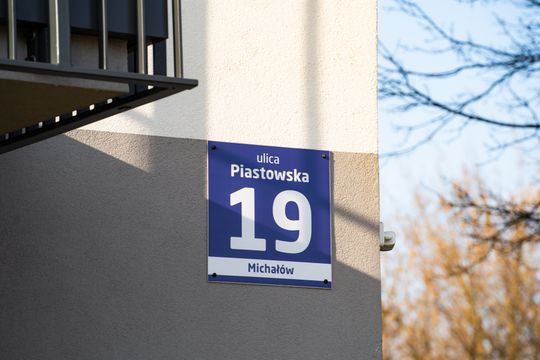 ulica
Piastowska
19
Michałów